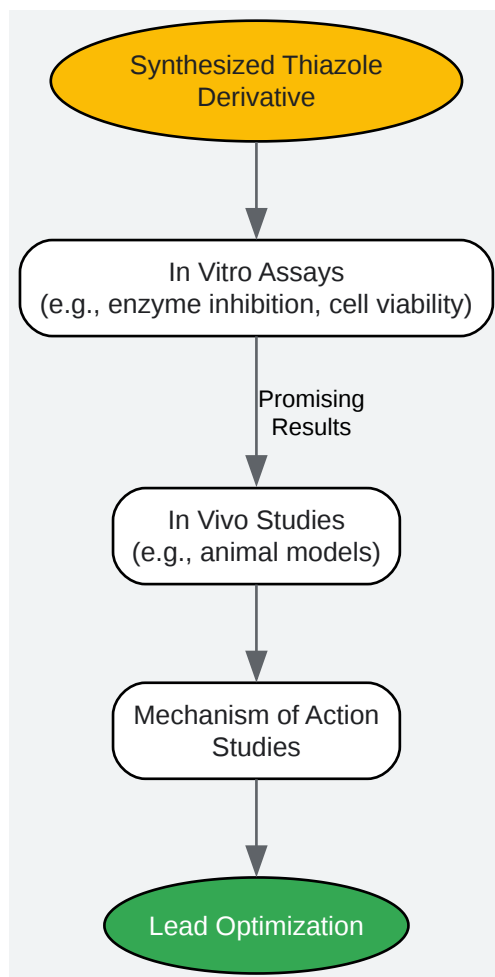 Synthesized Thiazole
Derivative
In Vitro Assays
(e.g., enzyme inhibition, cell viability)
Promising
Results
In Vivo Studies
(e.g., animal models)
Mechanism of Action
Studies
Lead Optimization